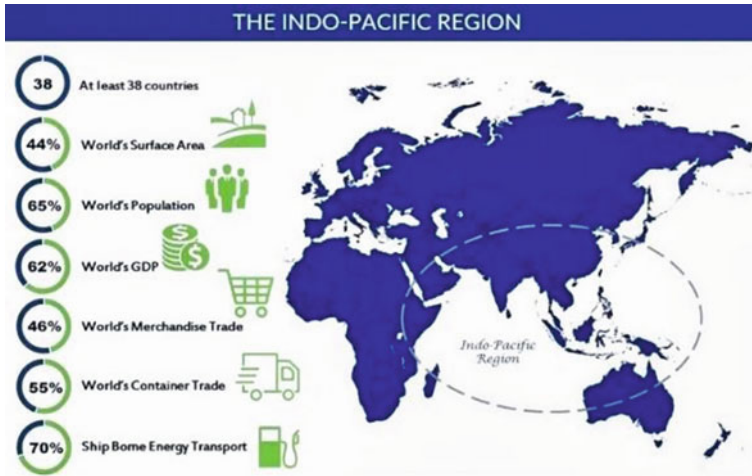 THE INDO-PACIFIC REGION
38 At least 38 countries
44% World's Surface Area
65% World's Population
62% World's GDP
$
$
46% World's Merchandise Trade
55% World's Container Trade
70% Ship Borne Energy Transport
Indo-Pacific
Region